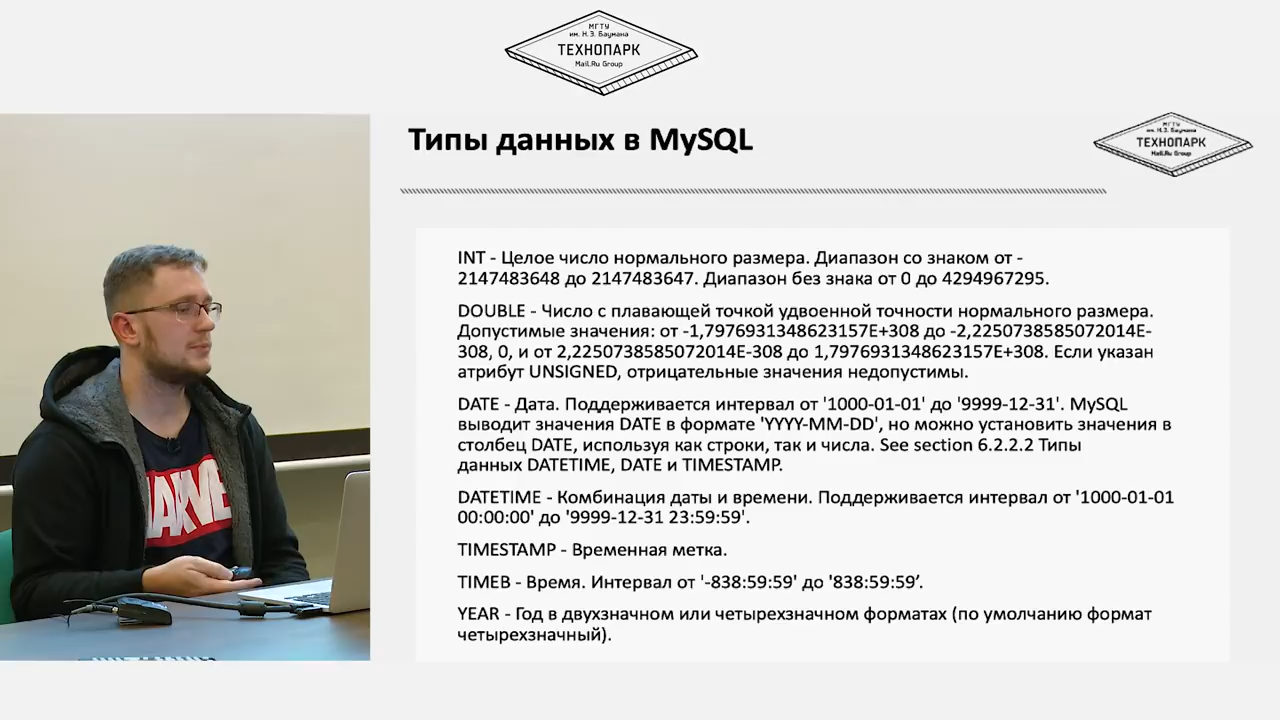 МГТУ
им. Н.Э. Баумана
ТЕХНОПАРК
Mail.Ru Group
Типы данных в MySQL
МГТУ
им. Н.Э. Баумана
ТЕХНОПАРК
Mail.Ru Group
INT - Целое число нормального размера. Диапазон со знаком от -
2147483648 до 2147483647. Диапазон без знака от 0 до 4294967295.
DOUBLE - Число с плавающей точкой удвоенной точности нормального размера.
Допустимые значения: от -1,7976931348623157E+308 до -2,2250738585072014E-
308, 0, и от 2,2250738585072014E-308 до 1,7976931348623157E+308. Если указан
атрибут UNSIGNED, отрицательные значения недопустимы.
DATE - Дата. Поддерживается интервал от '1000-01-01' до '9999-12-31'. MySQL
выводит значения DATE в формате 'YYYY-MM-DD', но можно установить значения в
столбец DATE, используя как строки, так и числа. See section 6.2.2.2 Типы
данных DATETIME, DATE и TIMESTAMP.
DATETIME - Комбинация даты и времени. Поддерживается интервал от '1000-01-01
00:00:00' до '9999-12-31 23:59:59'.
TIMESTAMP - Временная метка.
TIMEВ - Время. Интервал от '-838:59:59' до '838:59:59’.
YEAR - Год в двухзначном или четырехзначном форматах (по умолчанию формат
четырехзначный).
MARVEL